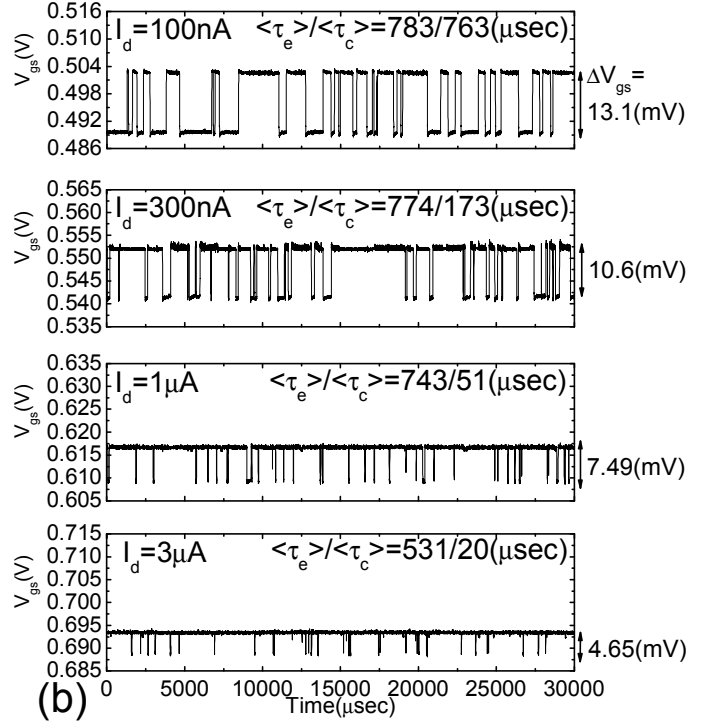 I_d=100nA <τ_e>/<τ_c>=783/763(μsec)
V_gs(V)
0.516
0.510
0.504
0.498
0.492
0.486
ΔV_gs=
13.1(mV)
I_d=300nA <τ_e>/<τ_c>=774/173(μsec)
V_gs(V)
0.565
0.560
0.555
0.550
0.545
0.540
0.535
10.6(mV)
I_d=1μA <τ_e>/<τ_c>=743/51(μsec)
V_gs(V)
0.635
0.630
0.625
0.620
0.615
0.610
0.605
7.49(mV)
I_d=3μA <τ_e>/<τ_c>=531/20(μsec)
V_gs(V)
0.715
0.710
0.705
0.700
0.695
0.690
0.685
4.65(mV)
0 5000 10000 15000 20000 25000 30000
(b) Time(μsec)